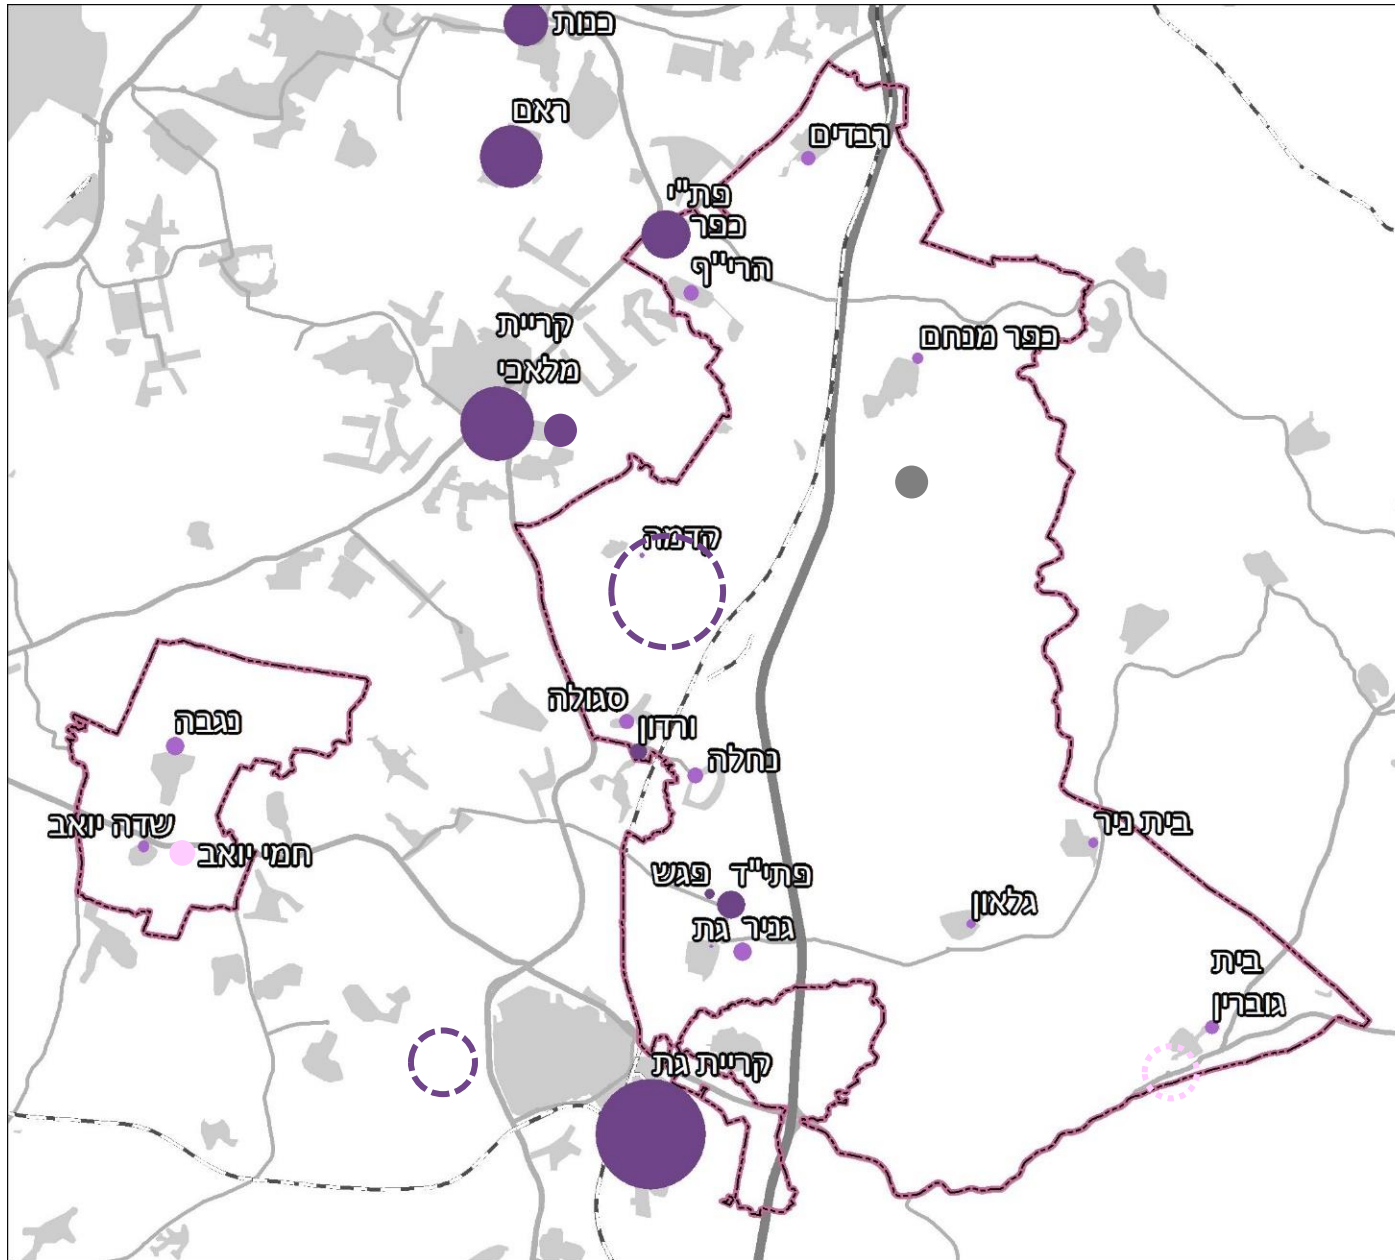 כנות
ראם
רבדים
פת"י
כפר
הרי"ף
קריית
מלאכי
כפר מנחם
קדמה
סגולה
ורדון
נחלה
נגבה
שדה יואב
חמי יואב
בית ניר
פגש
פתי"ד
גת
גניר
גלאון
בית
גוברין
קריית גת